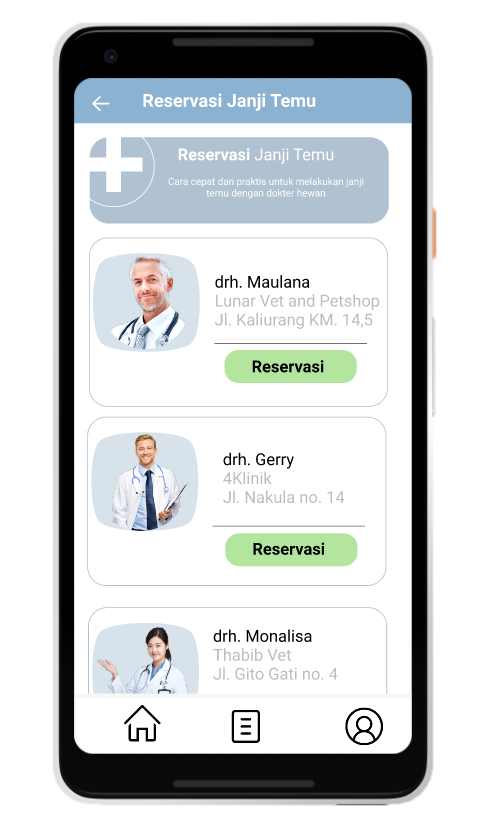 Reservasi Janji Temu
Reservasi Janji Temu
Cara cepat dan praktis untuk melakukan janji
temu dengan dokter hewan
drh. Maulana
Lunar Vet and Petshop
Jl. Kaliurang KM. 14,5
Reservasi
drh. Gerry
4Klinik
Jl. Nakula no. 14
Reservasi
drh. Monalisa
Thabib Vet
Jl. Gito Gati no. 4